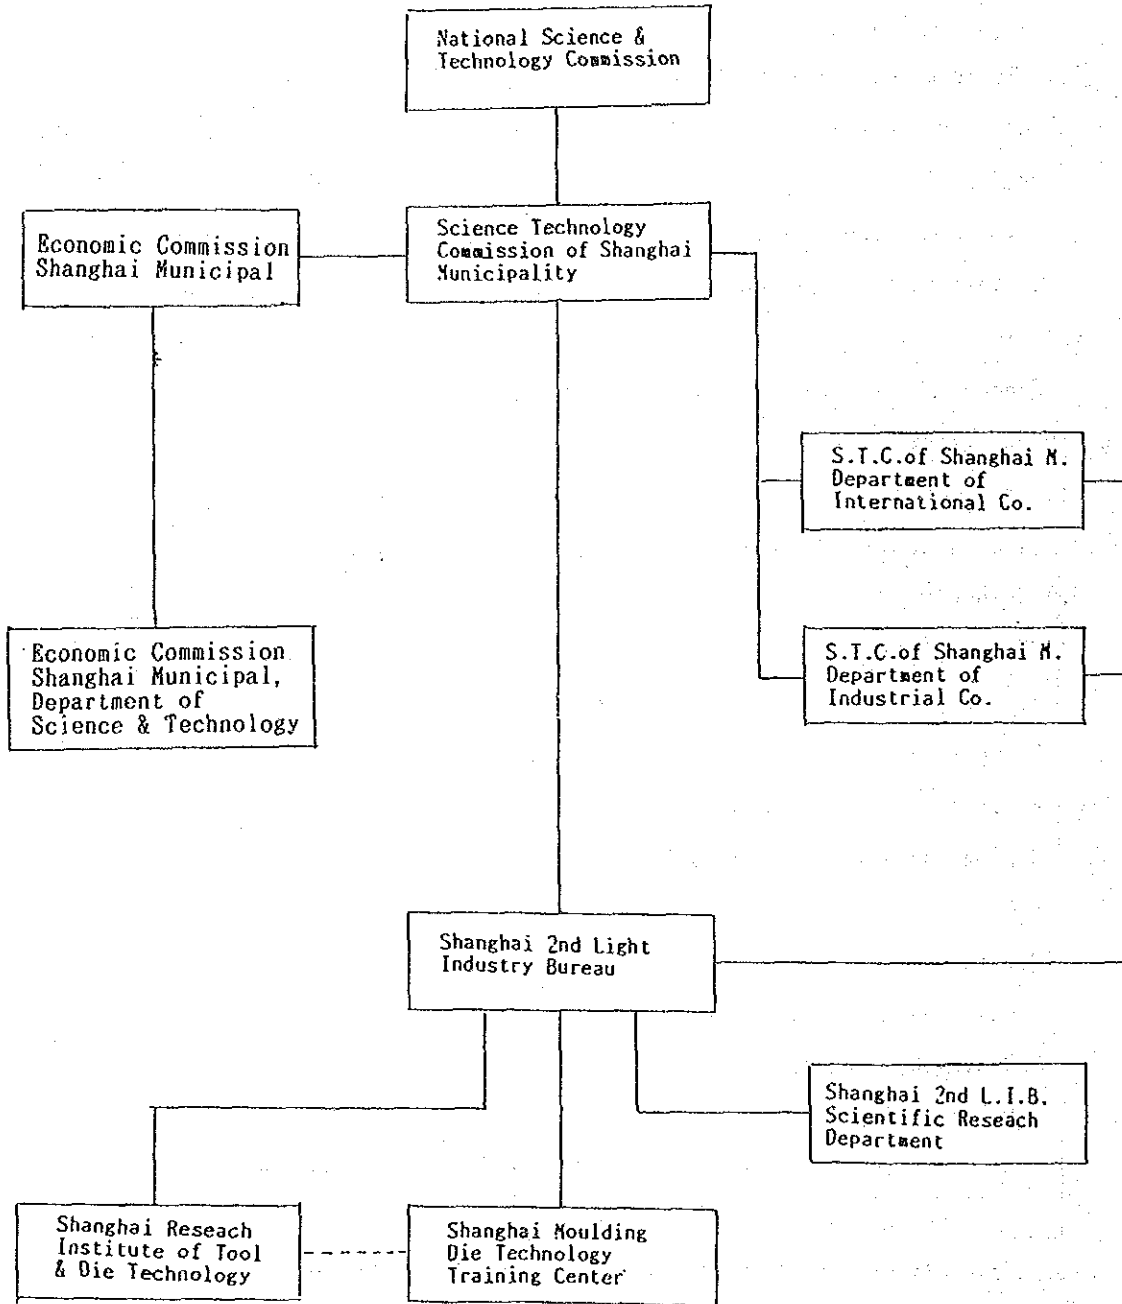 National Science &
Technology Commission
Economic Commission
Shanghai Municipal
Science Technology
Commission of Shanghai
Municipality
S.T.C.of Shanghai M.
Department of
International Co.
Economic Commission
Shanghai Municipal,
Department of
Science & Technology
S.T.C.of Shanghai M.
Department of
Industrial Co.
Shanghai 2nd Light
Industry Bureau
Shanghai 2nd L.I.B.
Scientific Reseach
Department
Shanghai Reseach
Institute of Tool
& Die Technology
Shanghai Moulding
Die Technology
Training Center